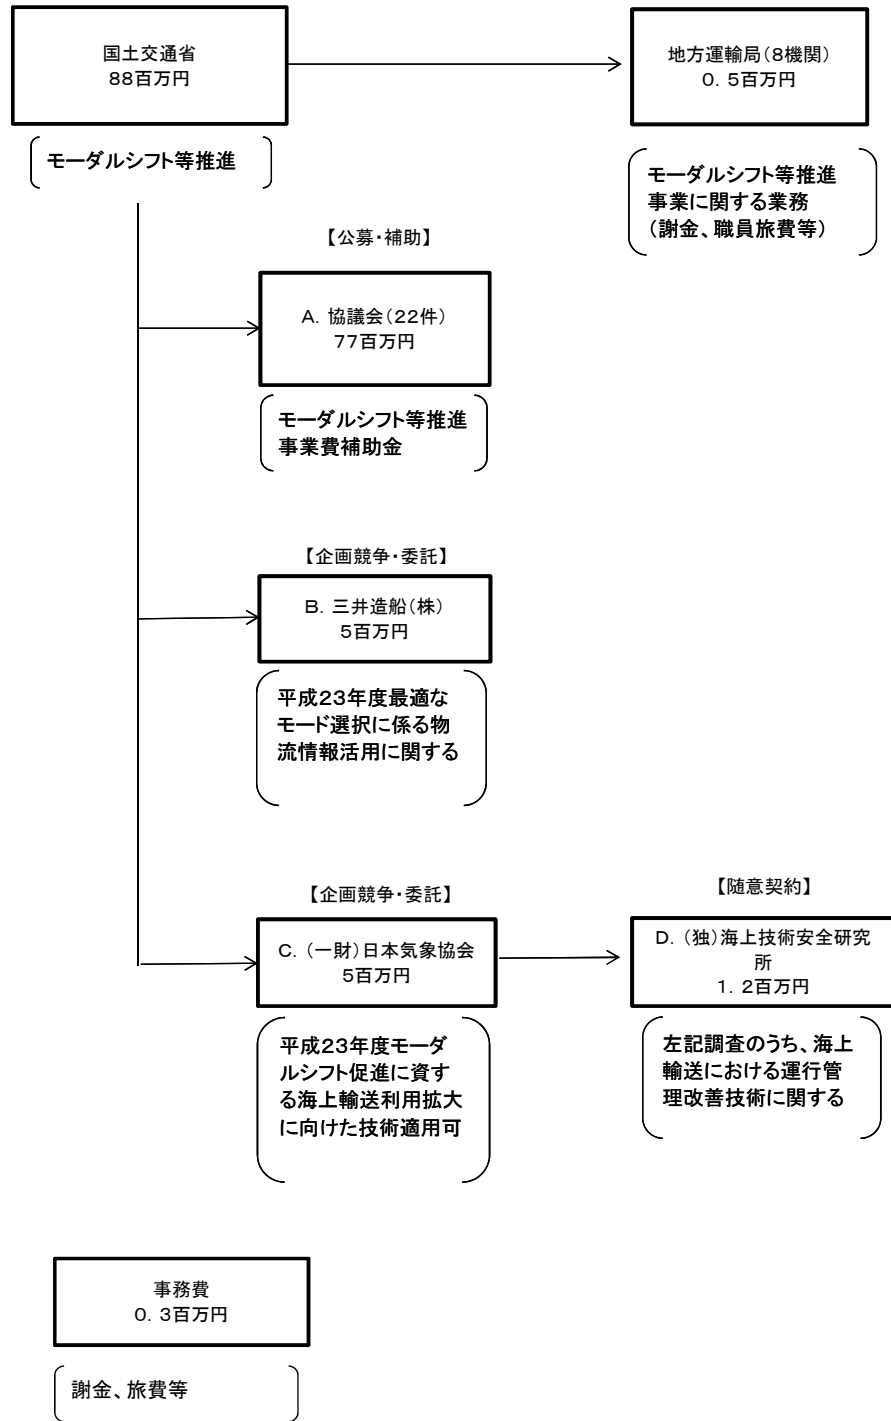 国土交通省
88百万円
地方運輸局（8機関）
0．5百万円
モーダルシフト等推進
モーダルシフト等推進
事業に関する業務
（謝金、職員旅費等）
【公募・補助】
A．協議会（22件）
77百万円
モーダルシフト等推進
事業費補助金
【企画競争・委託】
B．三井造船（株）
5百万円
平成23年度最適な
モード選択に係る物
流情報活用に関する
【企画競争・委託】
【随意契約】
C．（一財）日本気象協会
5百万円
D．（独）海上技術安全研究
所
1．2百万円
平成23年度モーダ
ルシフト促進に資す
る海上輸送利用拡大
に向けた技術適用可
左記調査のうち、海上
輸送における運行管
理改善技術に関する
事務費
0．3百万円
謝金、旅費等